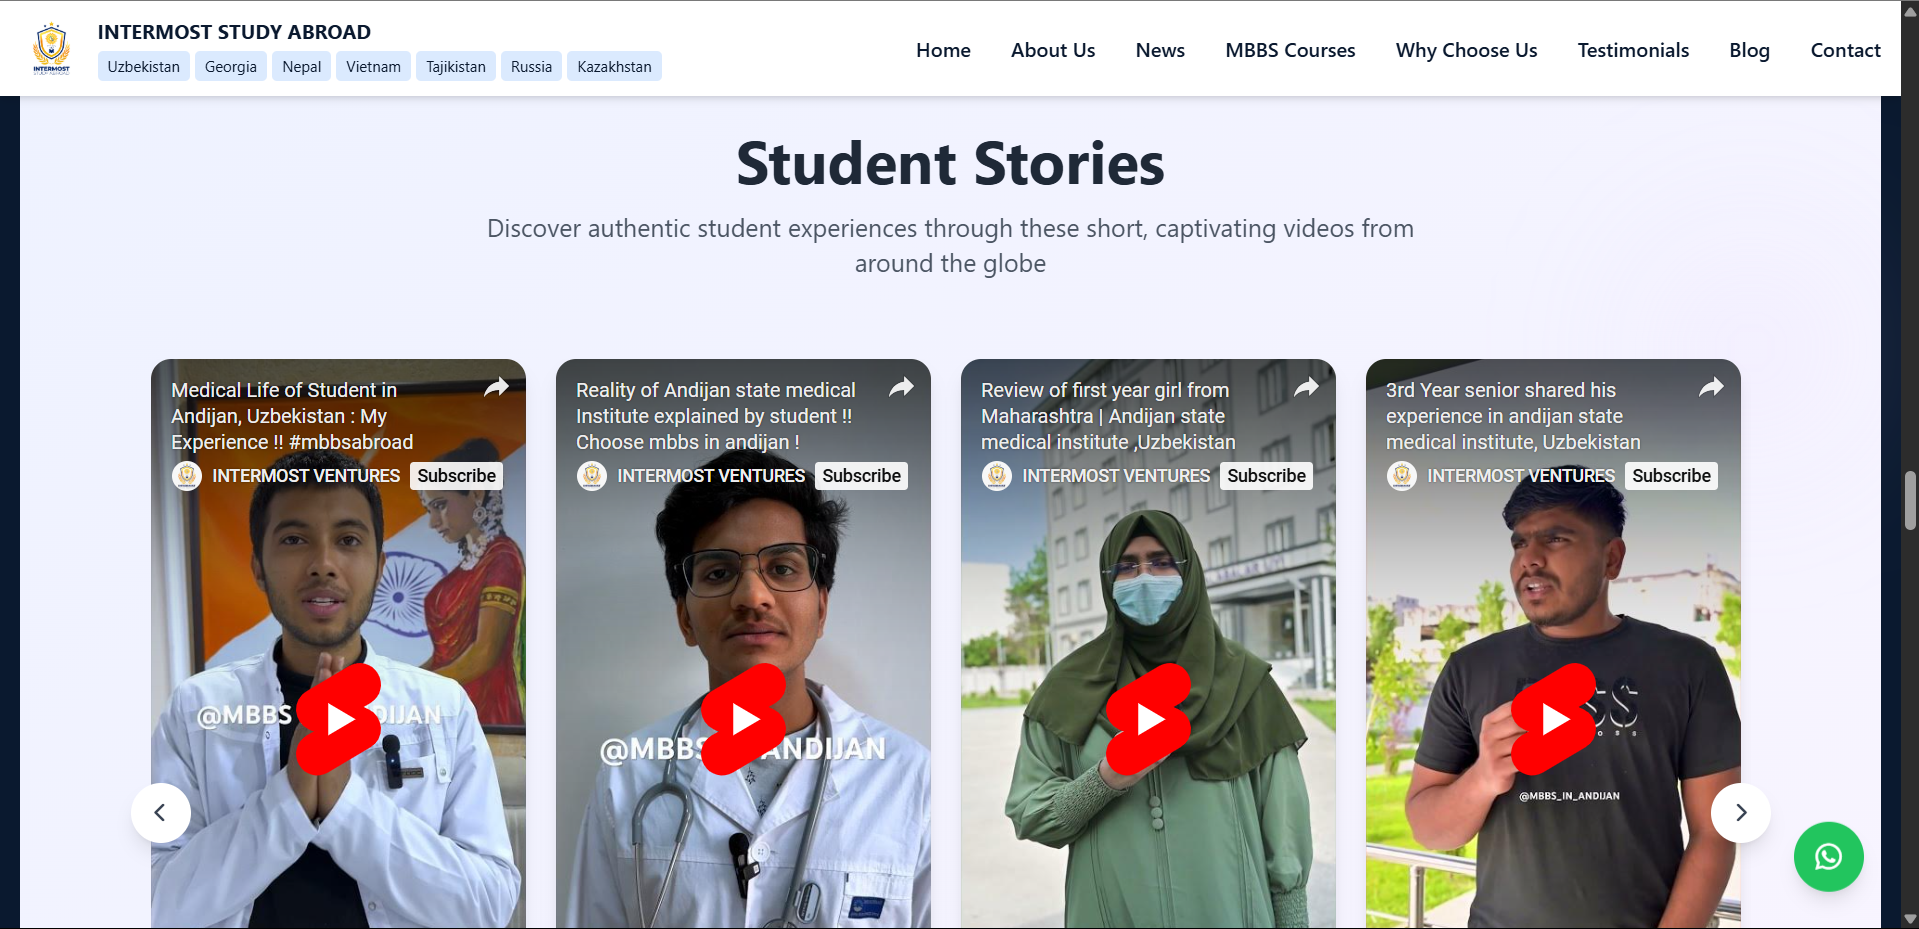 INTERMOST STUDY ABROAD
Uzbekistan Georgia Nepal Vietnam Tajikistan Russia Kazakhstan
INTERMOST
STUDY ABROAD
Home About Us News MBBS Courses Why Choose Us Testimonials Blog Contact
Student Stories
Discover authentic student experiences through these short, captivating videos from
around the globe
Medical Life of Student in
Andijan, Uzbekistan : My
Experience !! #mbbsabroad
INTERMOST VENTURES Subscribe
@MBBS DIJAN
Reality of Andijan state medical
Institute explained by student !!
Choose mbbs in andijan !
INTERMOST VENTURES Subscribe
@MBBS ANDIJAN
Review of first year girl from
Maharashtra | Andijan state
medical institute ,Uzbekistan
INTERMOST VENTURES Subscribe
3rd Year senior shared his
experience in andijan state
medical institute, Uzbekistan
INTERMOST VENTURES Subscribe
@MBBS_IN_ANDIJAN